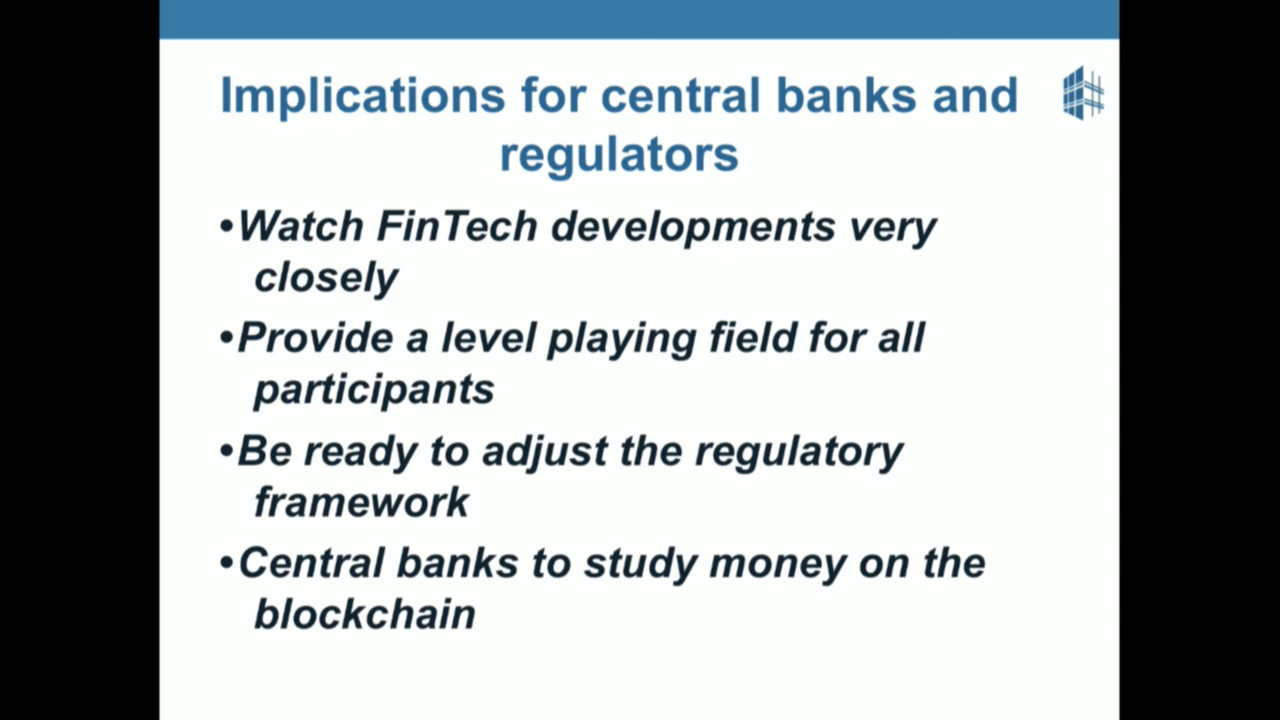 Implications for central banks and
regulators
•Watch FinTech developments very
closely
•Provide a level playing field for all
participants
•Be ready to adjust the regulatory
framework
•Central banks to study money on the
blockchain